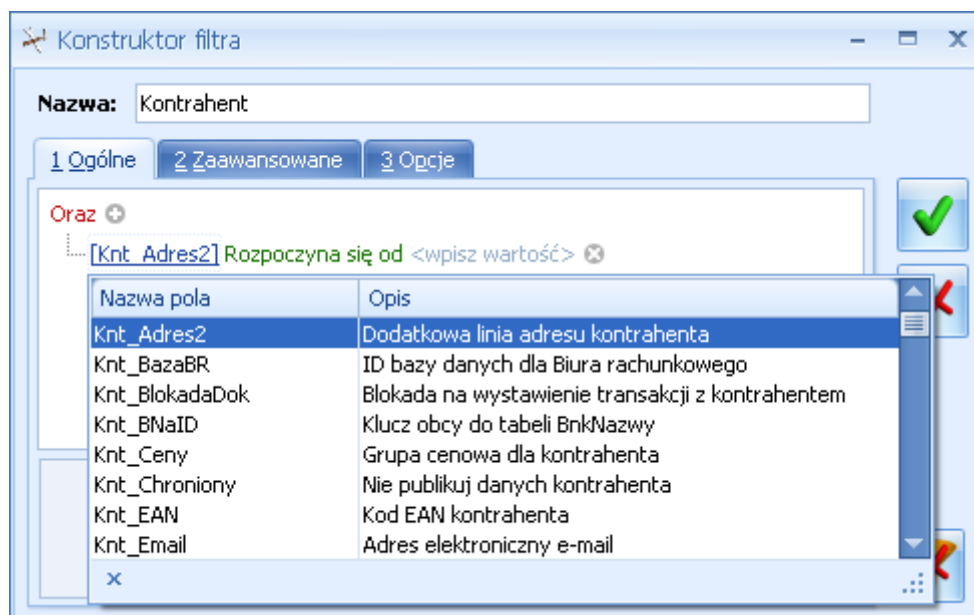 Konstruktor filtra
Nazwa: Kontrahent
1 Ogólne 2 Zaawansowane 3 Opcje
Oraz
[Knt_Adres2] Rozpoczyna się od <wpisz wartość>
Nazwa pola Opis
Knt_Adres2 Dodatkowa linia adresu kontrahenta
Knt_BazaBR ID bazy danych dla Biura rachunkowego
Knt_BlokadaDok Blokada na wystawienie transakcji z kontrahentem
Knt_BNaID Klucz obcy do tabeli BnkNazwy
Knt_Ceny Grupa cenowa dla kontrahenta
Knt_Chroniony Nie publikuj danych kontrahenta
Knt_EAN Kod EAN kontrahenta
Knt_Email Adres elektroniczny e-mail